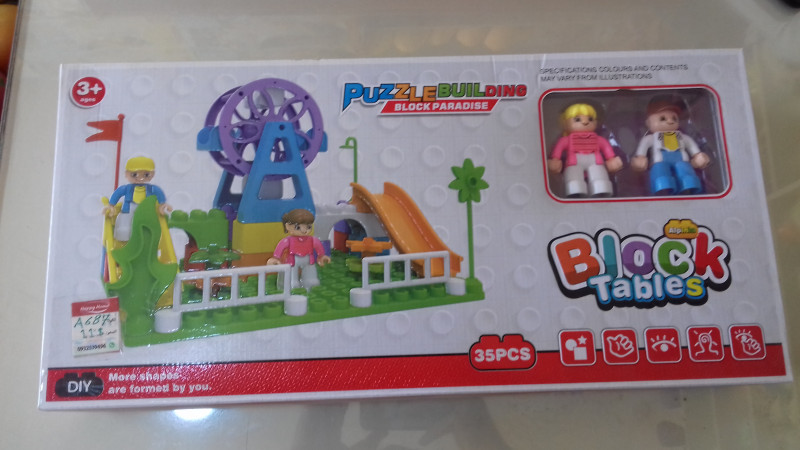 3+
ages
PUZZLEBUILDING
BLOCK PARADISE
SPECIFICATIONS COLOURS AND CONTENTS
MAY VARY FROM ILLUSTRATIONS
Block
Tables
35PCS
DIY
More shapes
are formed by you.